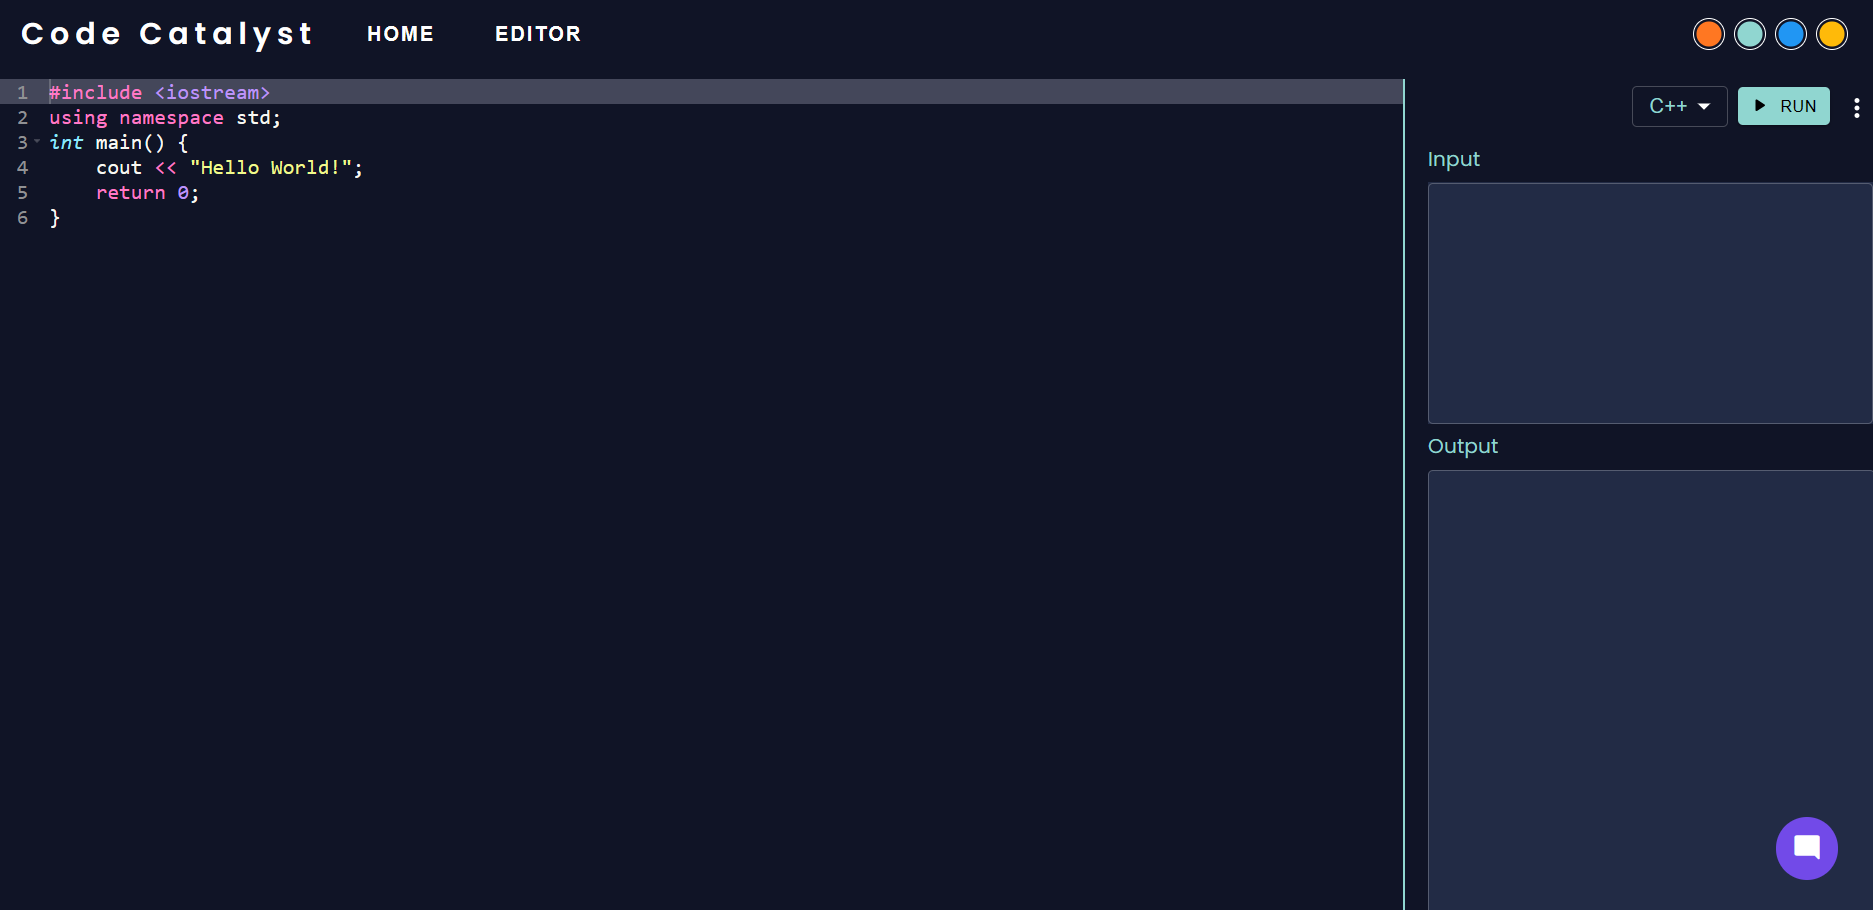 Code Catalyst HOME EDITOR
C++ RUN
1 #include <iostream>
2 using namespace std;
3 int main() {
4     cout << "Hello World!";
5     return 0;
6 }
Input
Output